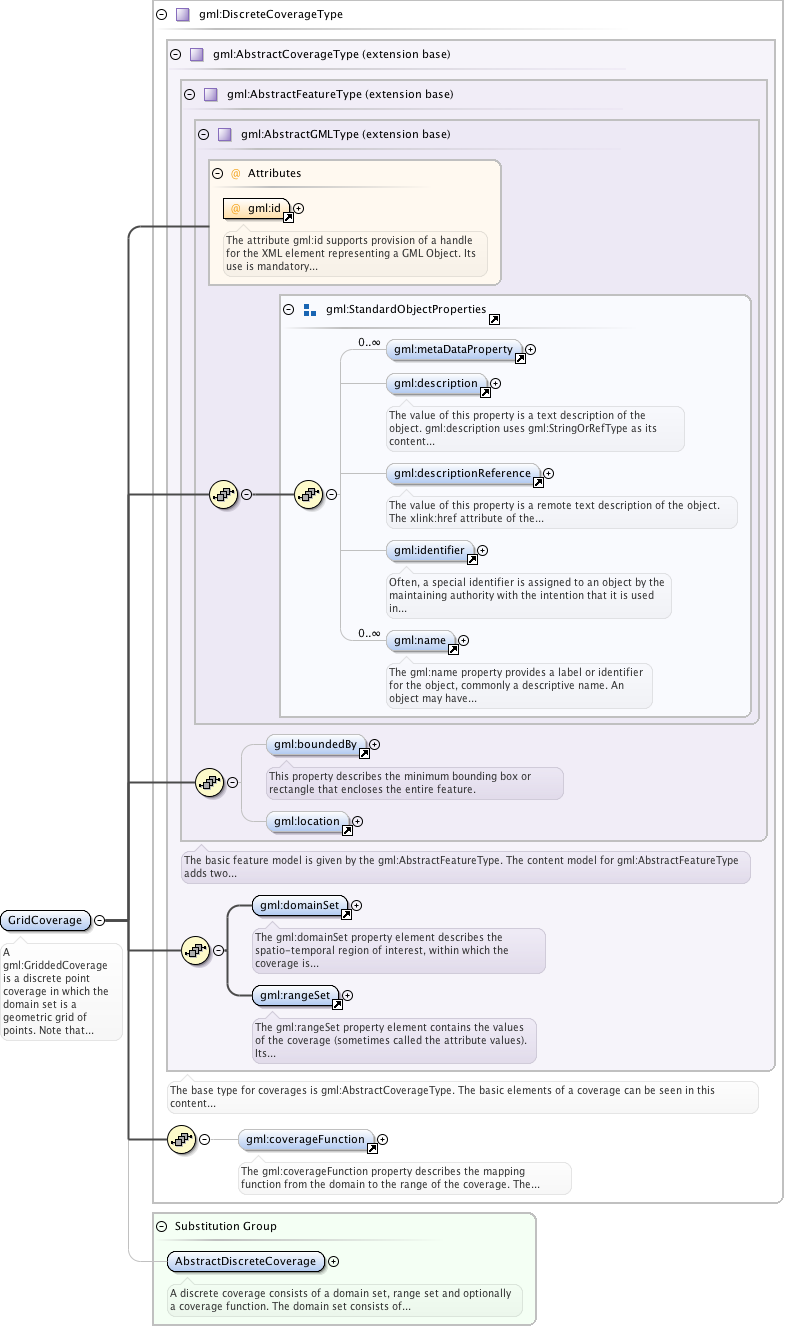 gml:DiscreteCoverageType
gml:AbstractCoverageType (extension base)
gml:AbstractFeatureType (extension base)
gml:AbstractGMLType (extension base)
@ Attributes
@ gml:id
The attribute gml:id supports provision of a handle
for the XML element representing a GML Object. Its
use is mandatory...
gml:StandardObjectProperties
0..∞
gml:metaDataProperty
gml:description
The value of this property is a text description of the
object. gml:description uses gml:StringOrRefType as its
content...
gml:descriptionReference
The value of this property is a remote text description of the object.
The xlink:href attribute of the...
gml:identifier
Often, a special identifier is assigned to an object by the
maintaining authority with the intention that it is used
in...
0..∞
gml:name
The gml:name property provides a label or identifier
for the object, commonly a descriptive name. An
object may have...
gml:boundedBy
This property describes the minimum bounding box or
rectangle that encloses the entire feature.
gml:location
The basic feature model is given by the gml:AbstractFeatureType. The content model for gml:AbstractFeatureType
adds two...
GridCoverage
A
gml:GriddedCoverage
is a discrete point
coverage in which the
domain set is a
geometric grid of
points. Note that...
gml:domainSet
The gml:domainSet property element describes the
spatio-temporal region of interest, within which the
coverage is...
gml:rangeSet
The gml:rangeSet property element contains the values
of the coverage (sometimes called the attribute values).
Its...
The base type for coverages is gml:AbstractCoverageType. The basic elements of a coverage can be seen in this
content...
gml:coverageFunction
The gml:coverageFunction property describes the mapping
function from the domain to the range of the coverage. The...
Substitution Group
AbstractDiscreteCoverage
A discrete coverage consists of a domain set, range set and optionally
a coverage function. The domain set consists of...